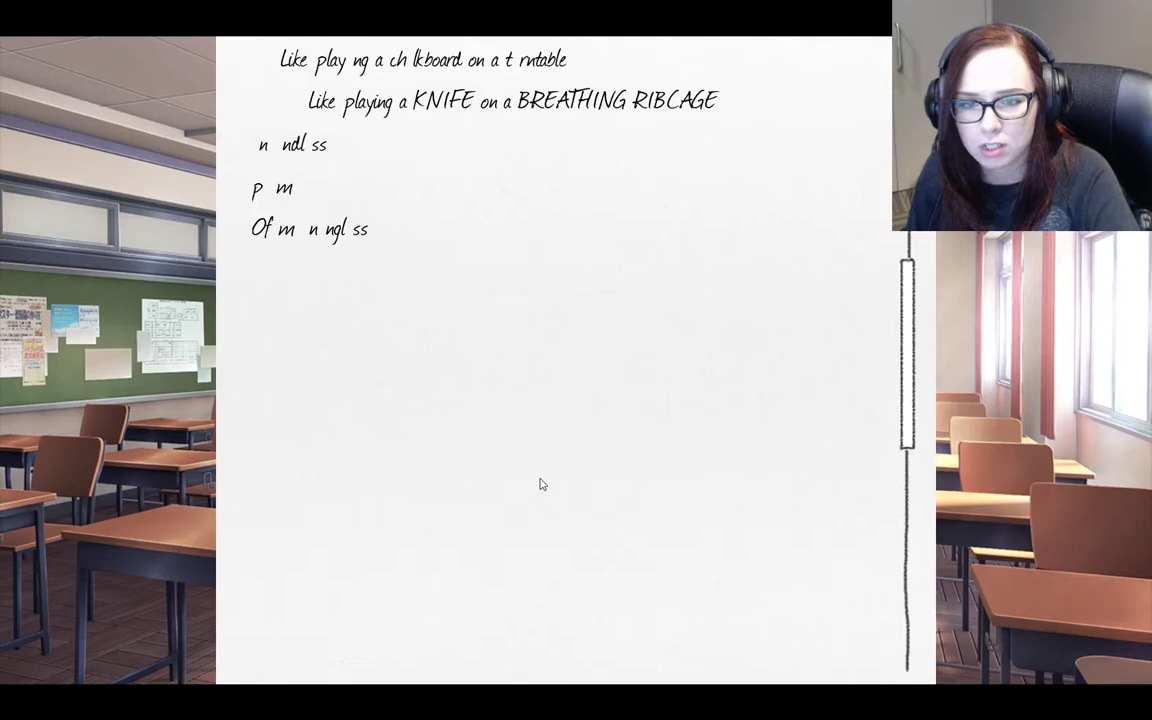 Like play ng a ch lkboard on a t rntable
Like playing a KNIFE on a BREATHING RIBCAGE
n ndl ss
p m
Of m n ngl ss